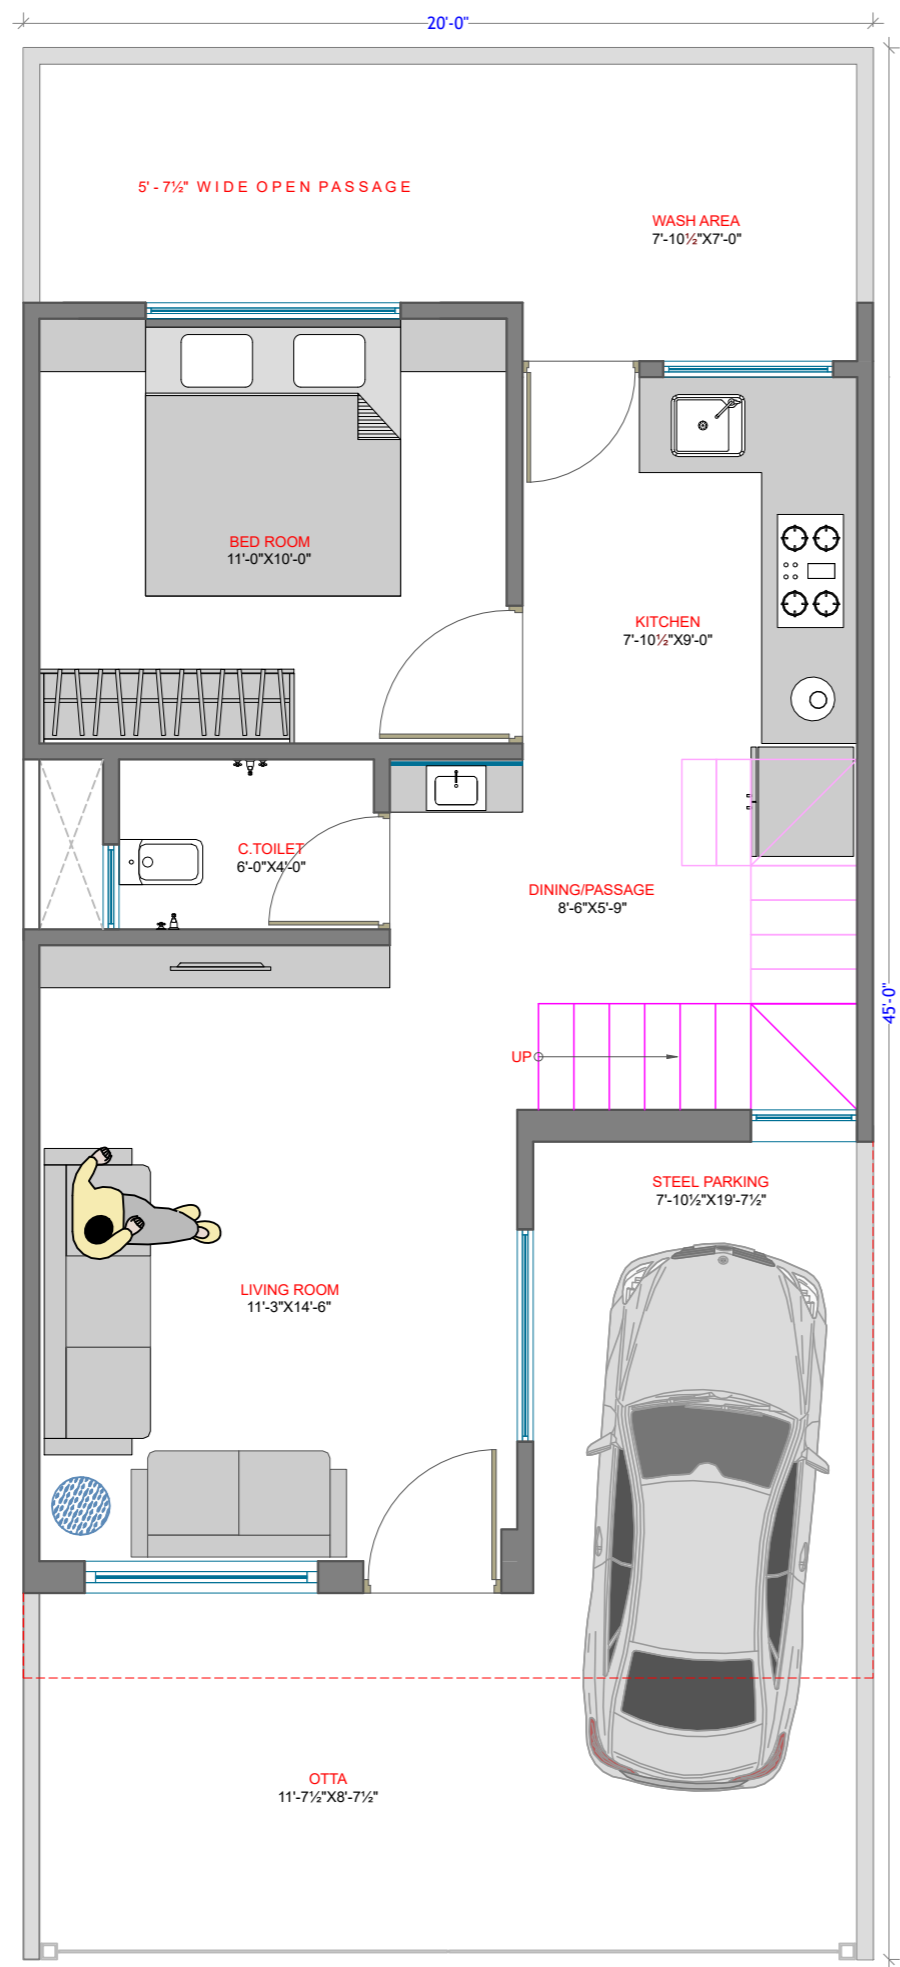 20'-0"
5' - 7½" WIDE OPEN PASSAGE
WASH AREA
7'-10½"X7'-0"
BED ROOM
11'-0"X10'-0"
KITCHEN
7'-10½"X9'-0"
C.TOILET
6'-0"X4'-0"
DINING/PASSAGE
8'-6"X5'-9"
45'-0"
UP
STEEL PARKING
7'-10½"X19'-7½"
LIVING ROOM
11'-3"X14'-6"
OTTA
11'-7½"X8'-7½"